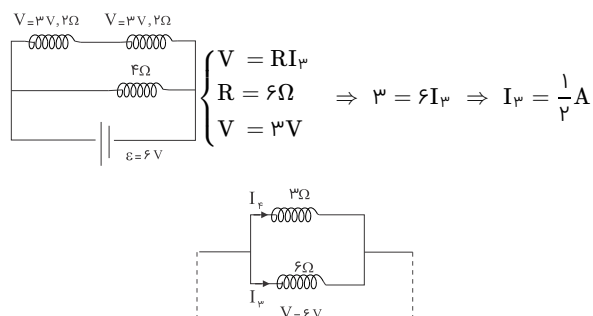 V=۳V,۲Ω V=۳V,۲Ω
۴Ω
ε=۶V
V = RI۳
R = ۶Ω
V = ۳V
⇒ ۳ = ۶I۳ ⇒ I۳ = ۱/۲ A
I۴ ۳Ω
۶Ω
I۳
V=۶V